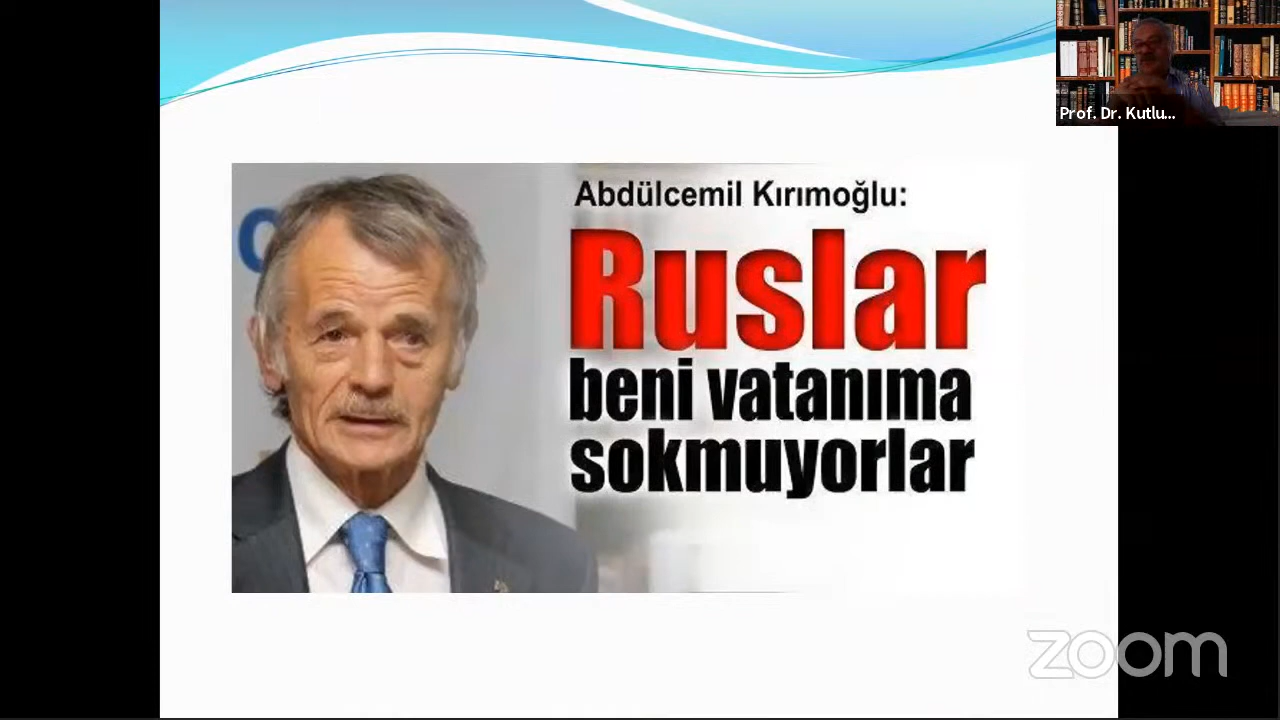 Prof. Dr. Kutlu...
Abdülcemil Kırımoğlu:
Ruslar
beni vatanıma
sokmuyorlar
zoom